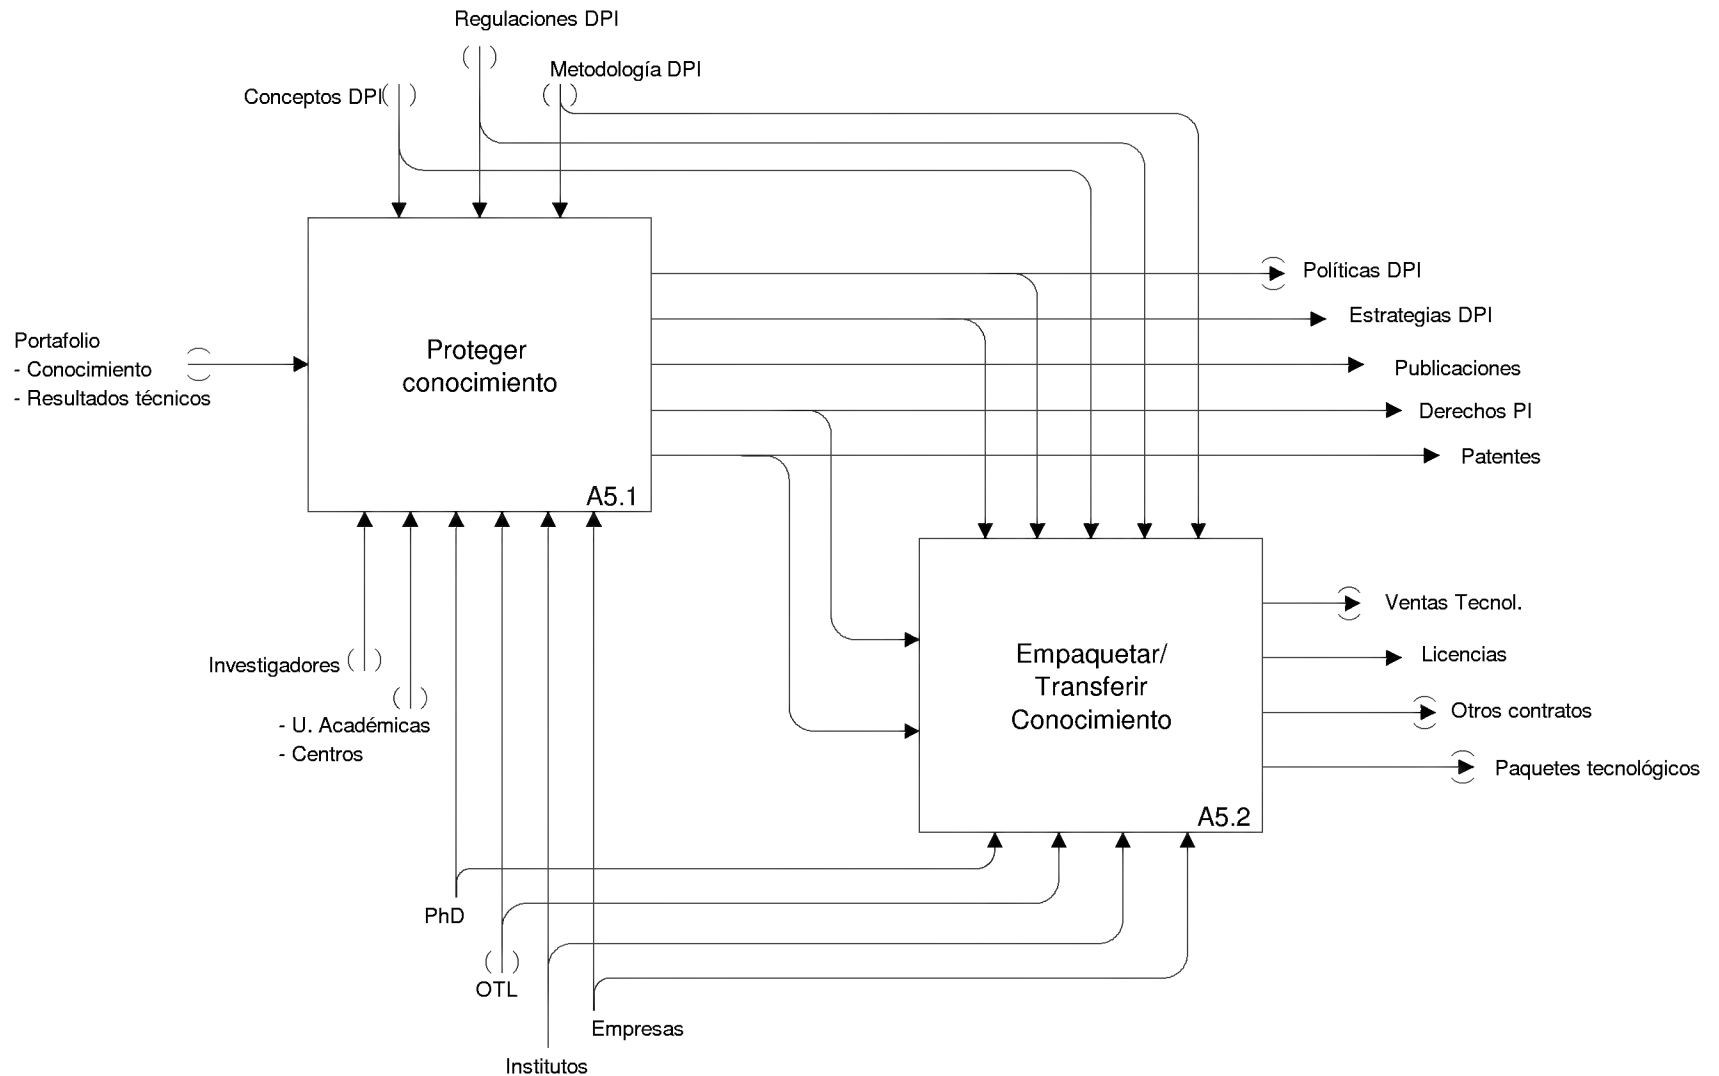 Regulaciones DPI
Metodología DPI
Conceptos DPI
Políticas DPI
Estrategias DPI
Portafolio
- Conocimiento
- Resultados técnicos
Proteger
conocimiento
A5.1
Publicaciones
Derechos PI
Patentes
Investigadores
- U. Académicas
- Centros
Empaquetar/
Transferir
Conocimiento
A5.2
Ventas Tecnol.
Licencias
Otros contratos
Paquetes tecnológicos
PhD
OTL
Empresas
Institutos